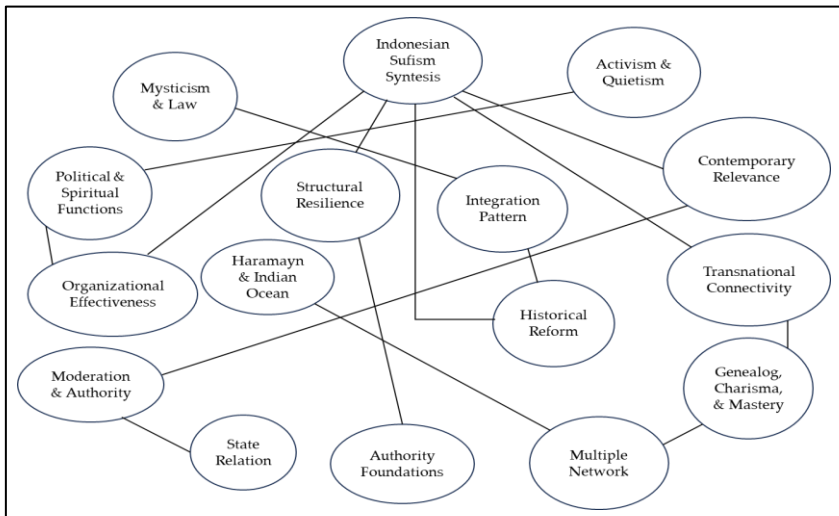 Indonesian
Sufism
Syntesis
Activism &
Quietism
Mysticism
& Law
Contemporary
Relevance
Political &
Spiritual
Functions
Structural
Resilience
Integration
Pattern
Haramayn
& Indian
Ocean
Organizational
Effectiveness
Transnational
Connectivity
Historical
Reform
Moderation
& Authority
Genealog,
Charisma,
& Mastery
State
Relation
Authority
Foundations
Multiple
Network